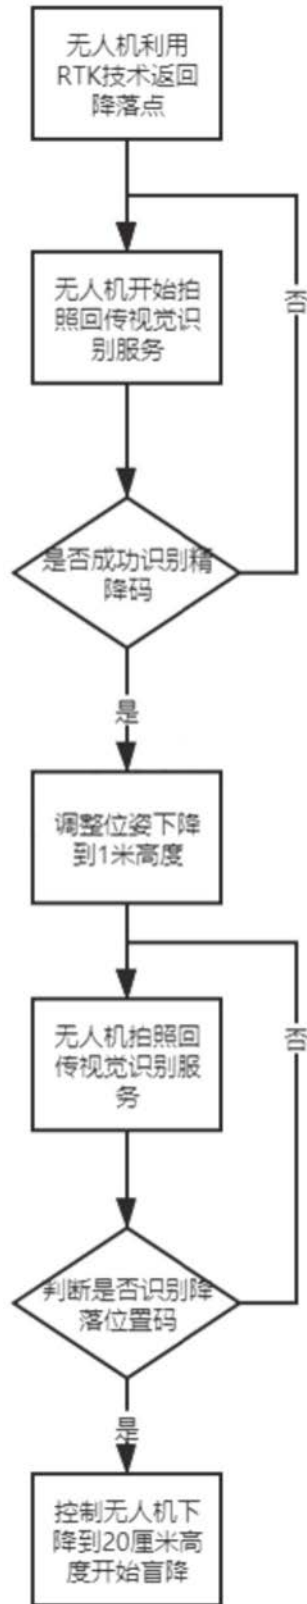 无人机利用
RTK技术返回
降落点
无人机开始拍
照回传视觉识
别服务
否
是否成功识别精
降码
是
调整位姿下降
到1米高度
无人机拍照回
传视觉识别服
务
否
判断是否识别降
落位置码
是
控制无人机下
降到20厘米高
度开始盲降